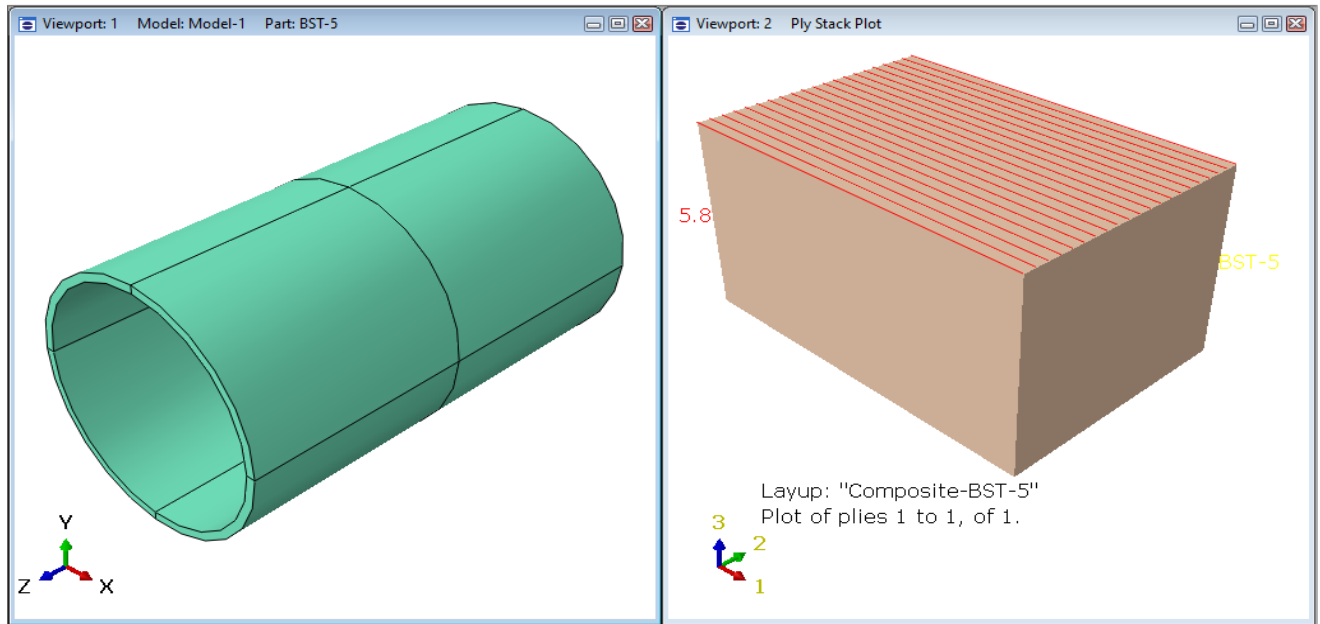 Viewport: 1 Model: Model-1 Part: BST-5
Y
Z
X
Viewport: 2 Ply Stack Plot
5.8
BST-5
Layup: "Composite-BST-5"
Plot of plies 1 to 1, of 1.
3
2
1